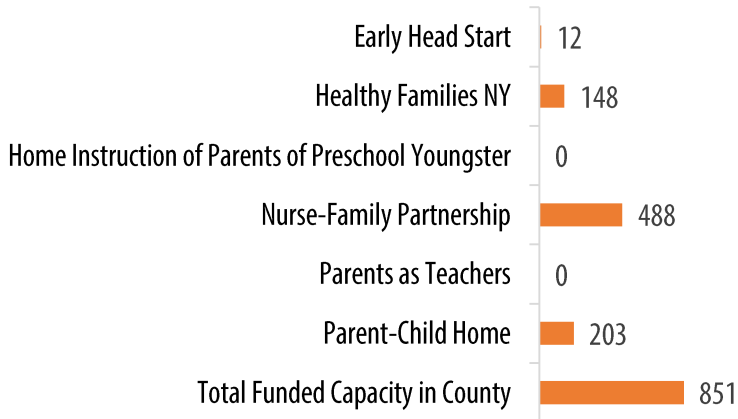 Early Head Start 12
Healthy Families NY 148
Home Instruction of Parents of Preschool Youngster 0
Nurse-Family Partnership 488
Parents as Teachers 0
Parent-Child Home 203
Total Funded Capacity in County 851